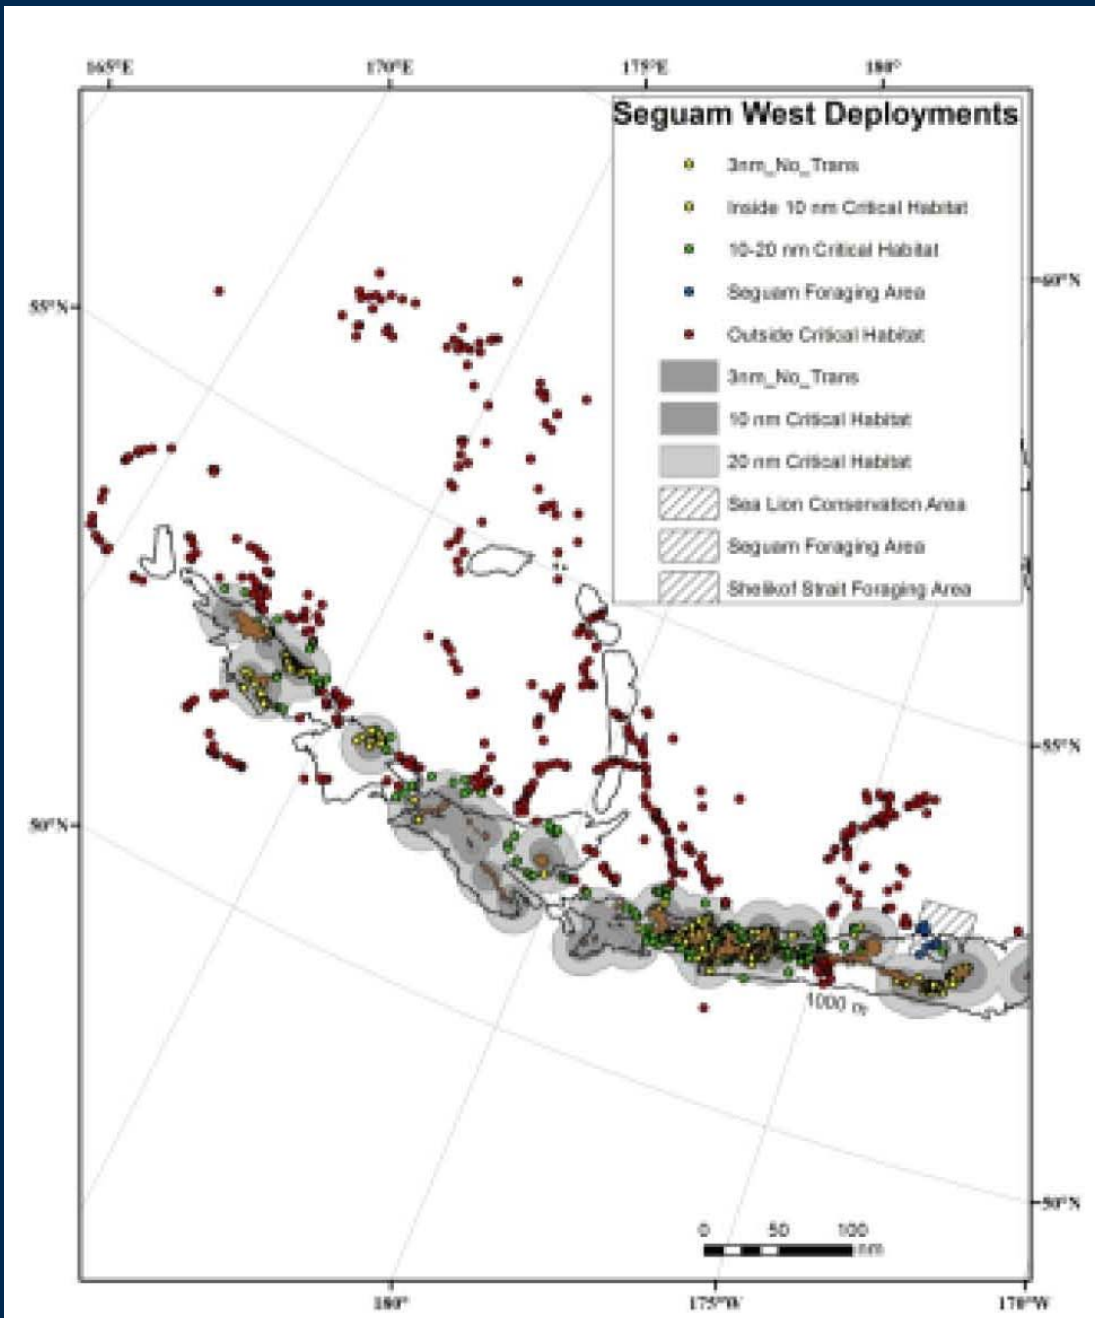 165°E 170°E 175°E 180°
Seguam West Deployments
3nm_No_Trans
Inside 10 nm Critical Habitat
10-20 nm Critical Habitat
Seguam Foraging Area
Outside Critical Habitat
3nm_No_Trans
10 nm Critical Habitat
20 nm Critical Habitat
Sea Lion Conservation Area
Seguam Foraging Area
Shelikof Strait Foraging Area
60°N
55°N
55°N
50°N
1000 m
50°N
0 50 100
nm
180° 175°W 170°W